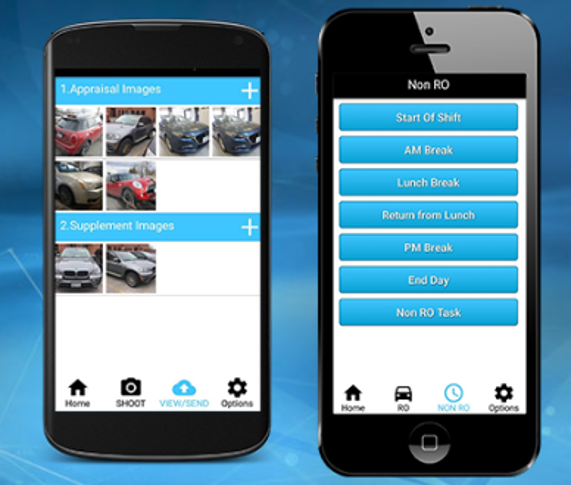 1.Appraisal Images
2.Supplement Images
Home
SHOOT
VIEW/SEND
Options
Non RO
Start Of Shift
AM Break
Lunch Break
Return from Lunch
PM Break
End Day
Non RO Task
Home
RO
NON RO
Options